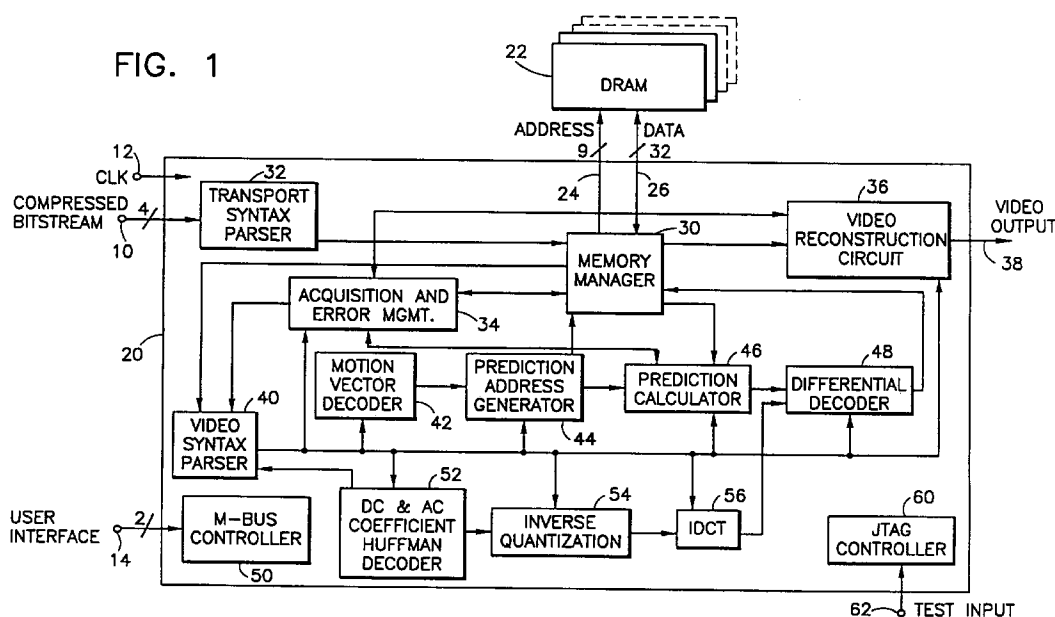 FIG. 1
22
DRAM
ADDRESS
DATA
9
32
24
26
12
CLK
32
TRANSPORT
SYNTAX
PARSER
COMPRESSED
BITSTREAM
4
10
30
MEMORY
MANAGER
36
VIDEO
RECONSTRUCTION
CIRCUIT
VIDEO
OUTPUT
38
ACQUISITION AND
ERROR MGMT.
34
20
MOTION
VECTOR
DECODER
42
PREDICTION
ADDRESS
GENERATOR
44
46
PREDICTION
CALCULATOR
48
DIFFERENTIAL
DECODER
40
VIDEO
SYNTAX
PARSER
52
DC & AC
COEFFICIENT
HUFFMAN
DECODER
54
INVERSE
QUANTIZATION
56
IDCT
60
JTAG
CONTROLLER
USER
INTERFACE
2
14
M-BUS
CONTROLLER
50
62
TEST INPUT